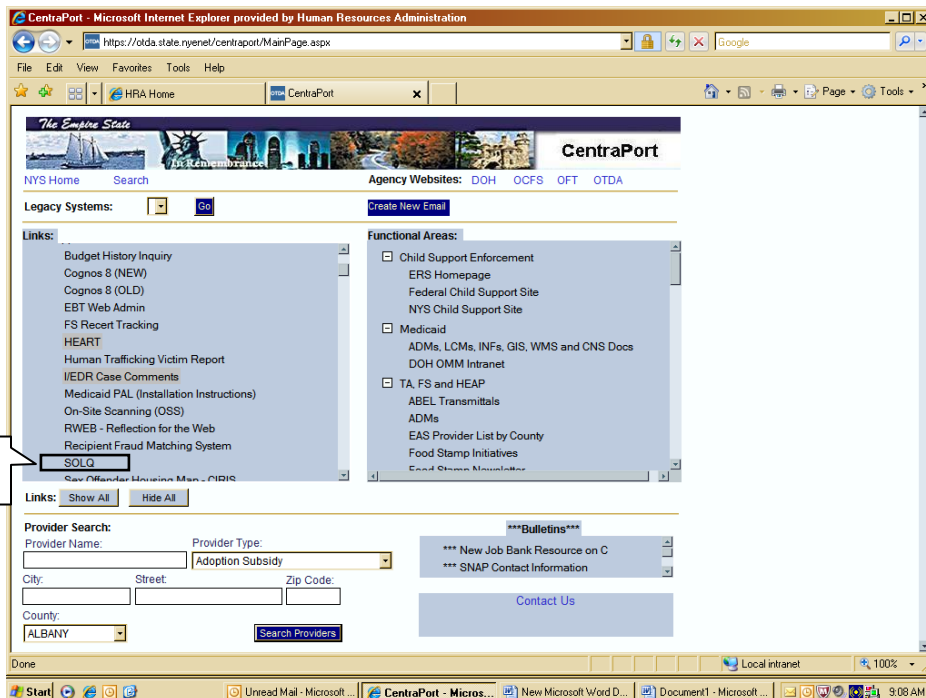 CentraPort - Microsoft Internet Explorer provided by Human Resources Administration
https://otda.state.nyenet/centraport/MainPage.aspx
Google
File Edit View Favorites Tools Help
HRA Home
OTDA CentraPort
Page Tools
The Empire State
In Remembrance
CentraPort
NYS Home Search
Agency Websites: DOH OCFS OFT OTDA
Legacy Systems: Go
Create New Email
Links:
Budget History Inquiry
Cognos 8 (NEW)
Cognos 8 (OLD)
EBT Web Admin
FS Recert Tracking
HEART
Human Trafficking Victim Report
I/EDR Case Comments
Medicaid PAL (Installation Instructions)
On-Site Scanning (OSS)
RWEB - Reflection for the Web
Recipient Fraud Matching System
SOLQ
Sex Offender Housing Map - CIRIS
Functional Areas:
Child Support Enforcement
ERS Homepage
Federal Child Support Site
NYS Child Support Site
Medicaid
ADMs, LCMs, INFs, GIS, WMS and CNS Docs
DOH OMM Intranet
TA, FS and HEAP
ABEL Transmittals
ADMs
EAS Provider List by County
Food Stamp Initiatives
Food Stamp Newsletter
Links: Show All Hide All
Provider Search:
Provider Name:
Provider Type:
Adoption Subsidy
City:
Street:
Zip Code:
County:
ALBANY
Search Providers
***Bulletins***
*** New Job Bank Resource on C
*** SNAP Contact Information
Contact Us
Done
Local intranet
100%
Start
Unread Mail - Microsoft ...
CentraPort - Micros...
New Microsoft Word D...
Document1 - Microsoft ...
9:08 AM